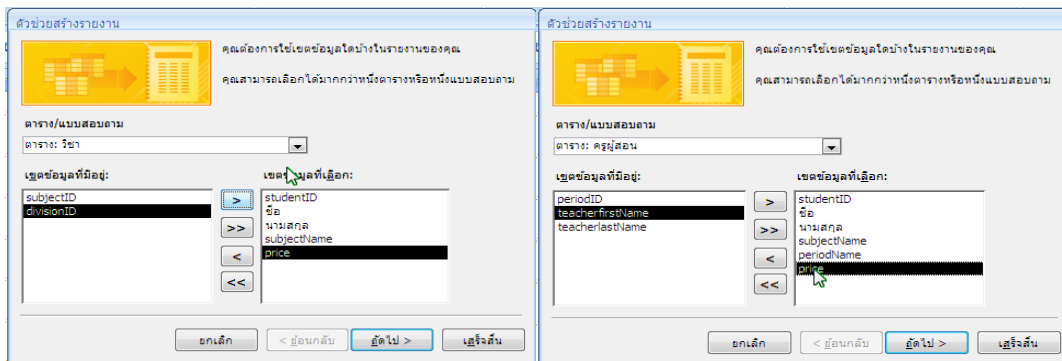 ตัวช่วยสร้างรายงาน
คุณต้องการใช้เขตข้อมูลใดบ้างในรายงานของคุณ
คุณสามารถเลือกได้มากกว่าหนึ่งตารางหรือหนึ่งแบบสอบถาม
ตาราง/แบบสอบถาม
ตาราง: วิชา
เขตข้อมูลที่มีอยู่:
subjectID
divisionID
>
>>
<
<<
เขตข้อมูลที่เลือก:
studentID
ชื่อ
นามสกุล
subjectName
price
ยกเลิก
< ย้อนกลับ
ถัดไป >
เสร็จสิ้น
ตัวช่วยสร้างรายงาน
คุณต้องการใช้เขตข้อมูลใดบ้างในรายงานของคุณ
คุณสามารถเลือกได้มากกว่าหนึ่งตารางหรือหนึ่งแบบสอบถาม
ตาราง/แบบสอบถาม
ตาราง: ครูผู้สอน
เขตข้อมูลที่มีอยู่:
periodID
teacherfirstName
teacherlastName
>
>>
<
<<
เขตข้อมูลที่เลือก:
studentID
ชื่อ
นามสกุล
subjectName
periodName
price
ยกเลิก
< ย้อนกลับ
ถัดไป >
เสร็จสิ้น